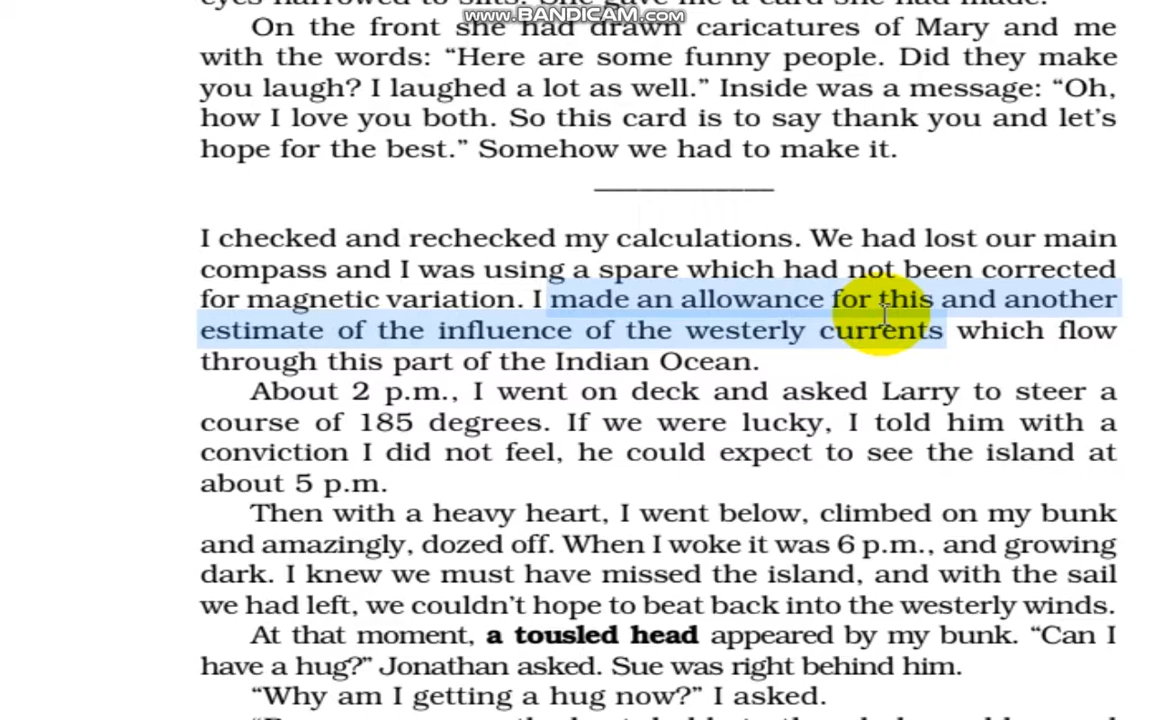 eyes narrowed to slits. She gave me a card she had made.
www.BANDICAM.com
On the front she had drawn caricatures of Mary and me
with the words: “Here are some funny people. Did they make
you laugh? I laughed a lot as well.” Inside was a message: “Oh,
how I love you both. So this card is to say thank you and let's
hope for the best.” Somehow we had to make it.
I checked and rechecked my calculations. We had lost our main
compass and I was using a spare which had not been corrected
for magnetic variation. I made an allowance for this and another
estimate of the influence of the westerly currents which flow
through this part of the Indian Ocean.
About 2 p.m., I went on deck and asked Larry to steer a
course of 185 degrees. If we were lucky, I told him with a
conviction I did not feel, he could expect to see the island at
about 5 p.m.
Then with a heavy heart, I went below, climbed on my bunk
and amazingly, dozed off. When I woke it was 6 p.m., and growing
dark. I knew we must have missed the island, and with the sail
we had left, we couldn't hope to beat back into the westerly winds.
At that moment, a tousled head appeared by my bunk. “Can I
have a hug?” Jonathan asked. Sue was right behind him.
“Why am I getting a hug now?” I asked.